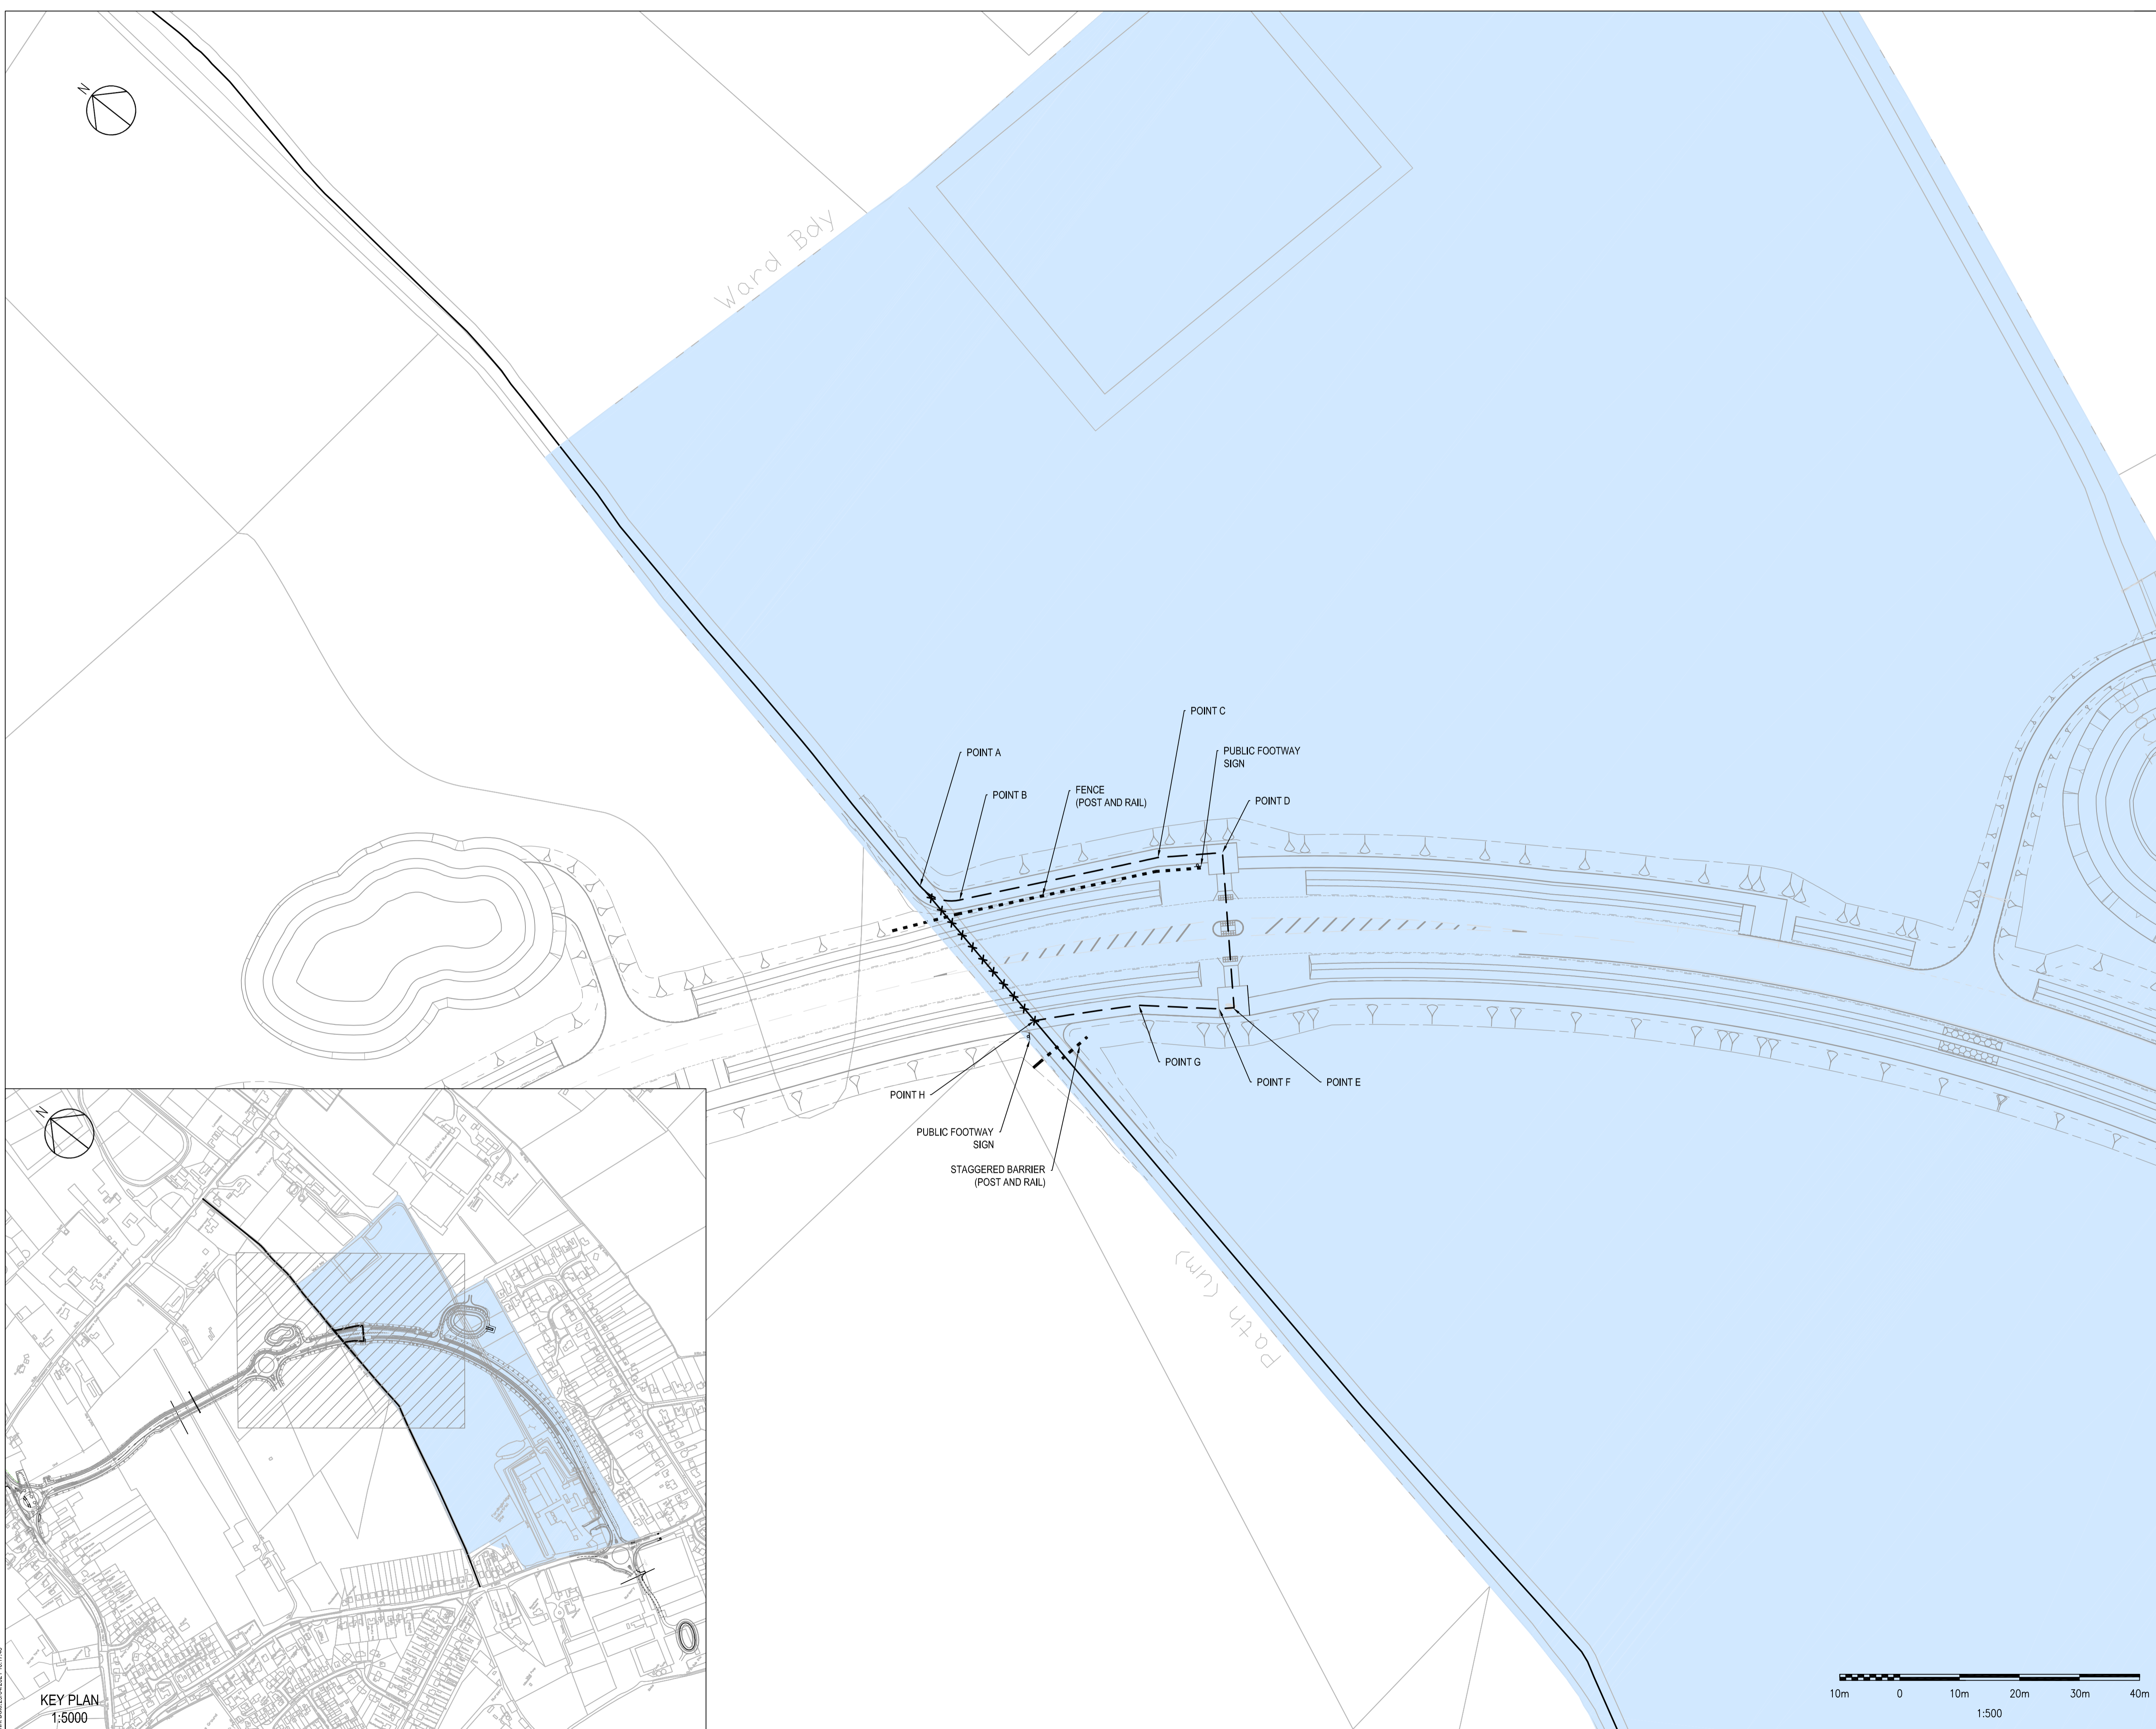 N
Ward Bdy
POINT C
PUBLIC FOOTWAY
SIGN
POINT A
FENCE
(POST AND RAIL)
POINT B
POINT D
POINT G
POINT F
POINT E
POINT H
PUBLIC FOOTWAY
SIGN
STAGGERED BARRIER
(POST AND RAIL)
Path (um)
N
KEY PLAN
1:5000
10m 0 10m 20m 30m 40m
1:500